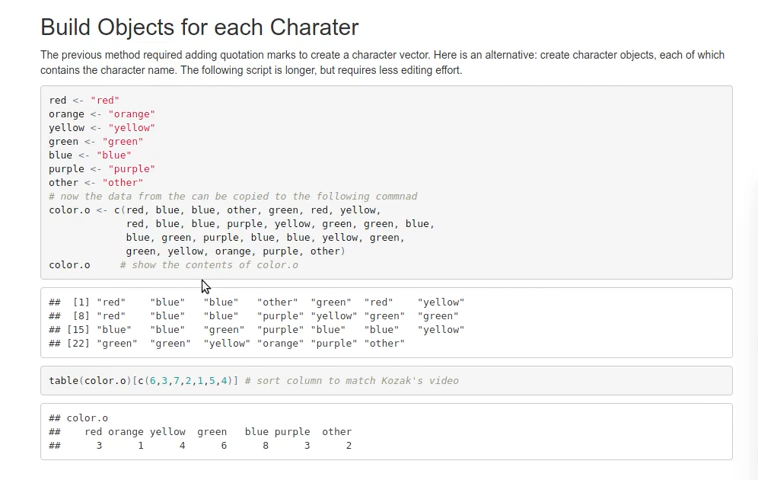 Build Objects for each Charater
The previous method required adding quotation marks to create a character vector. Here is an alternative: create character objects, each of which
contains the character name. The following script is longer, but requires less editing effort.
red <- "red"
orange <- "orange"
yellow <- "yellow"
green <- "green"
blue <- "blue"
purple <- "purple"
other <- "other"
# now the data from the can be copied to the following commnad
color.o <- c(red, blue, blue, other, green, red, yellow,
red, blue, blue, purple, yellow, green, green, blue,
blue, green, purple, blue, blue, yellow, green,
green, yellow, orange, purple, other)
color.o # show the contents of color.o
## [1] "red" "blue" "blue" "other" "green" "red" "yellow"
## [8] "red" "blue" "blue" "purple" "yellow" "green" "green"
## [15] "blue" "blue" "green" "purple" "blue" "blue" "yellow"
## [22] "green" "green" "yellow" "orange" "purple" "other"
table(color.o)[c(6,3,7,2,1,5,4)] # sort column to match Kozak's video
## color.o
## red orange yellow green blue purple other
## 3 1 4 6 8 3 2